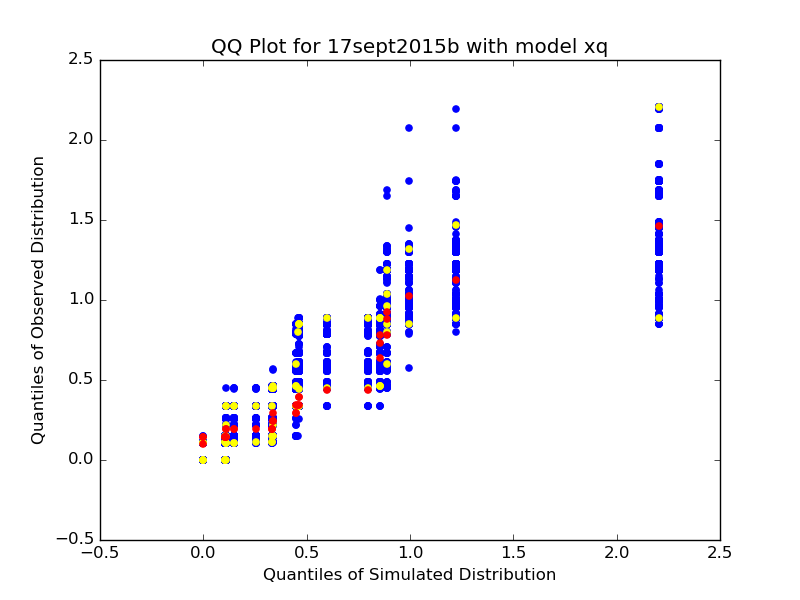 QQ Plot for 17sept2015b with model xq
2.5
2.0
1.5
1.0
0.5
0.0
−0.5
Quantiles of Observed Distribution
−0.5 0.0 0.5 1.0 1.5 2.0 2.5
Quantiles of Simulated Distribution